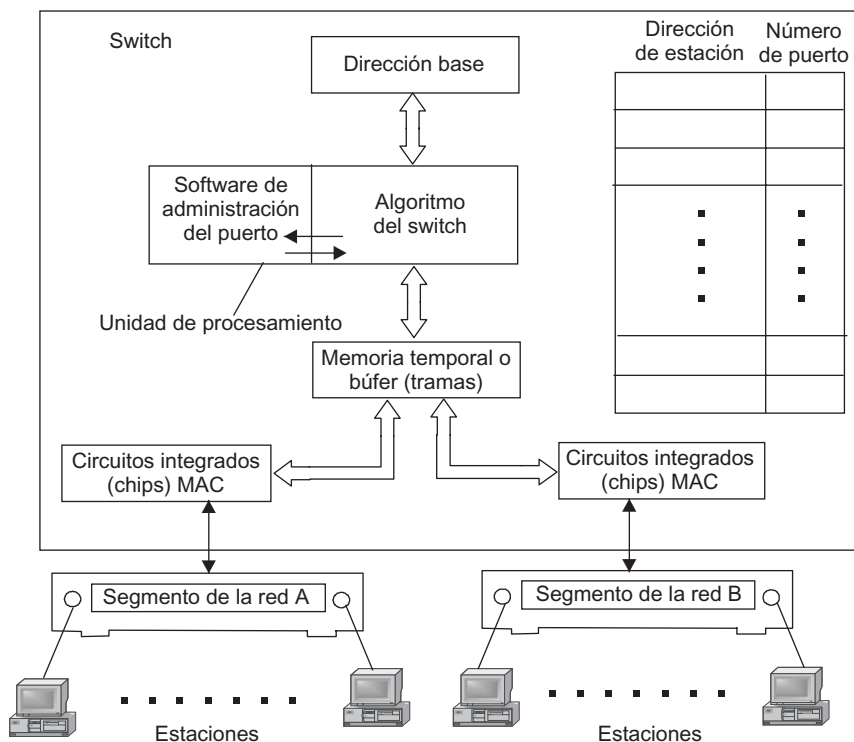 Switch
Dirección base
Dirección
de estación
Número
de puerto
Software de
administración
del puerto
Algoritmo
del switch
Unidad de procesamiento
Memoria temporal o
búfer (tramas)
Circuitos integrados
(chips) MAC
Circuitos integrados
(chips) MAC
Segmento de la red A
Segmento de la red B
Estaciones
Estaciones